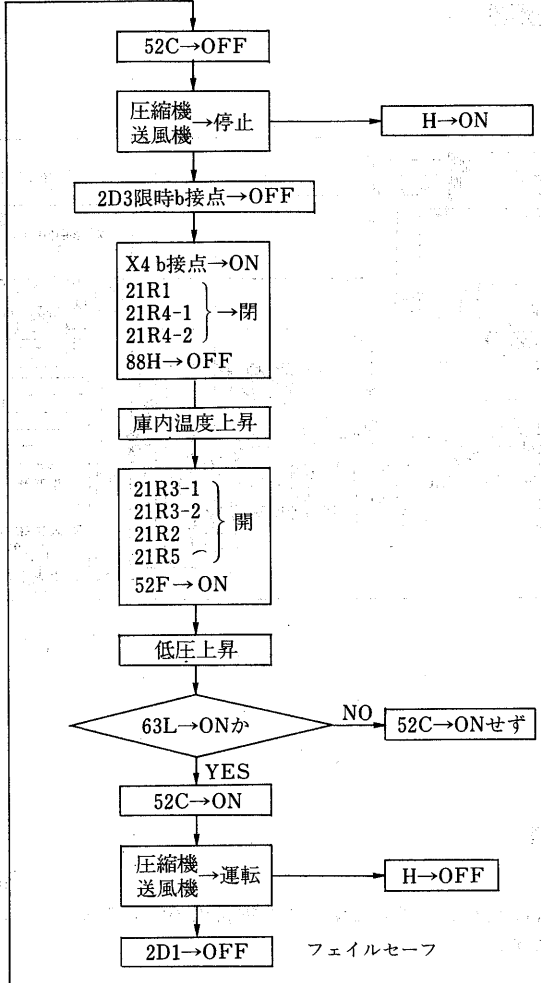 52C→OFF
圧縮機
送風機
→停止
H→ON
2D3限時b接点→OFF
X4 b接点→ON
21R1
21R4-1
21R4-2
→閉
88H→OFF
庫内温度上昇
21R3-1
21R3-2
21R2
21R5
開
52F→ON
低圧上昇
63L→ONか
NO
52C→ONせず
YES
52C→ON
圧縮機
送風機
→運転
H→OFF
2D1→OFF
フェイルセーフ